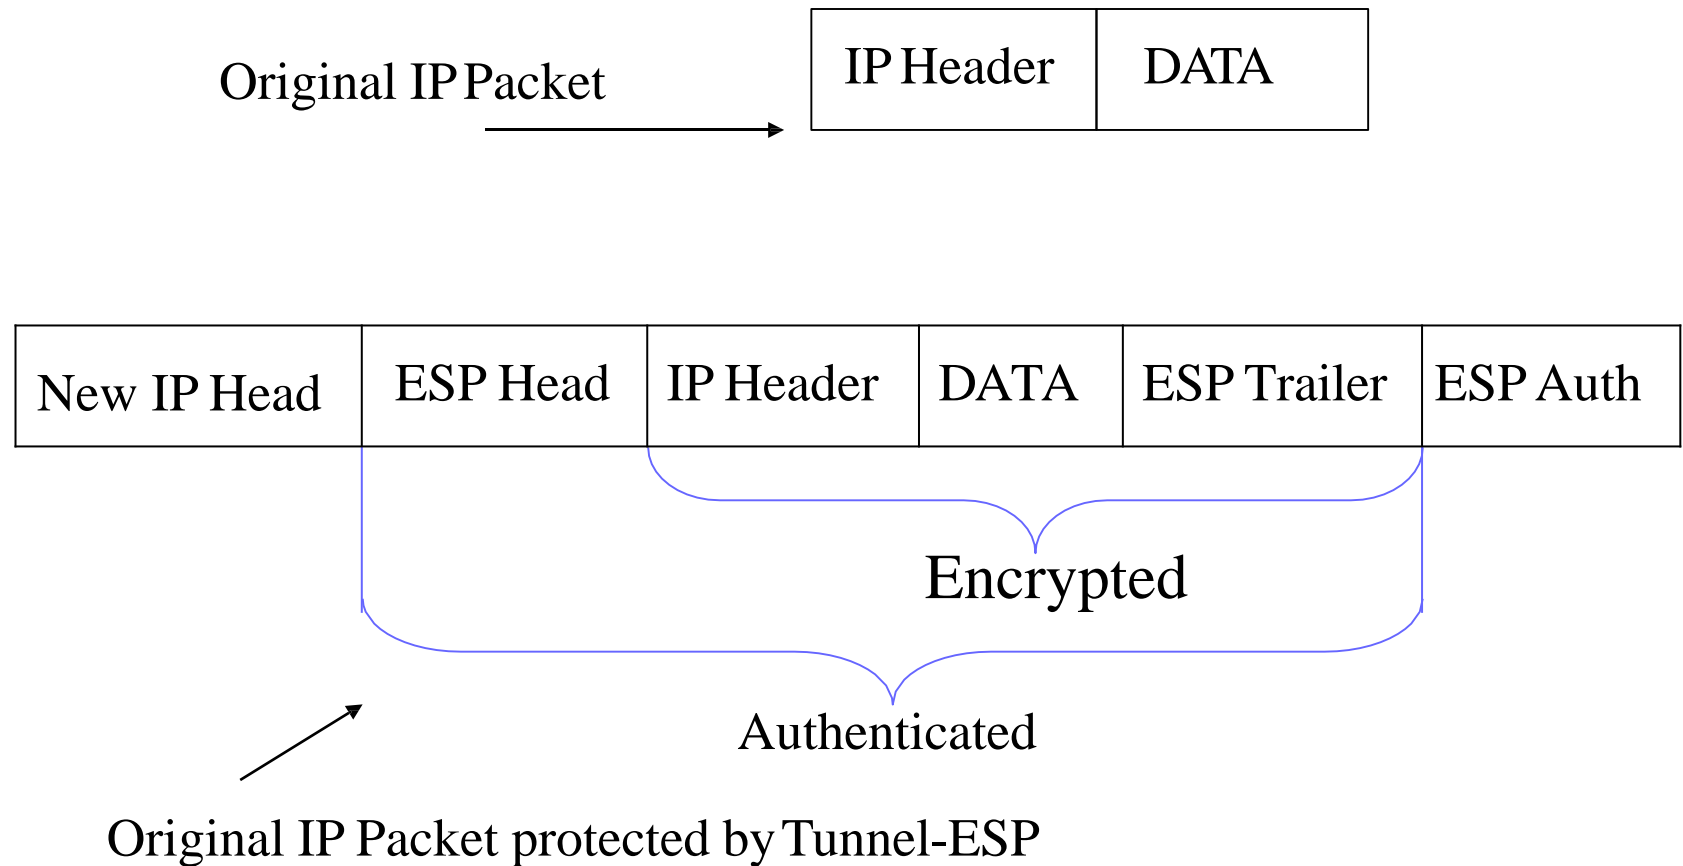 Original IP Packet
IP Header
DATA
New IP Head
ESP Head
IP Header
DATA
ESP Trailer
ESP Auth
Encrypted
Authenticated
Original IP Packet protected by Tunnel-ESP